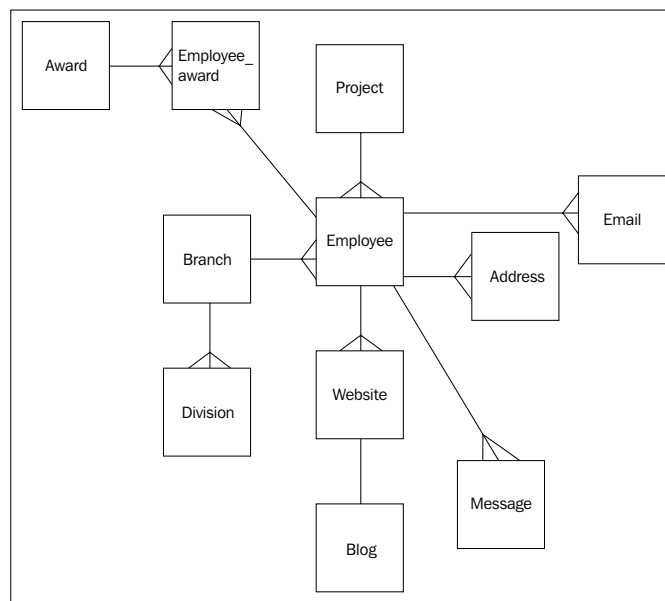 Award
Employee_
award
Project
Email
Employee
Branch
Address
Website
Division
Message
Blog